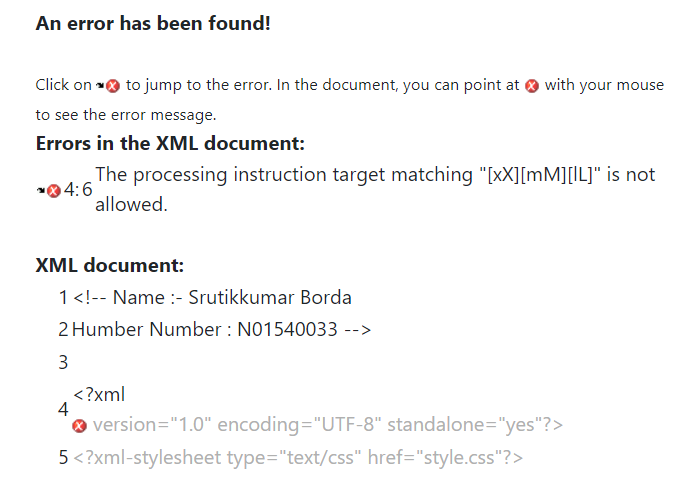 An error has been found!
Click on to jump to the error. In the document, you can point at with your mouse
to see the error message.
Errors in the XML document:
4:6 The processing instruction target matching "[xX][mM][lL]" is not
allowed.
XML document:
1 <!-- Name :- Srutikkumar Borda
2 Humber Number : N01540033 -->
3
4 <?xml
version="1.0" encoding="UTF-8" standalone="yes"?>
5 <?xml-stylesheet type="text/css" href="style.css"?>